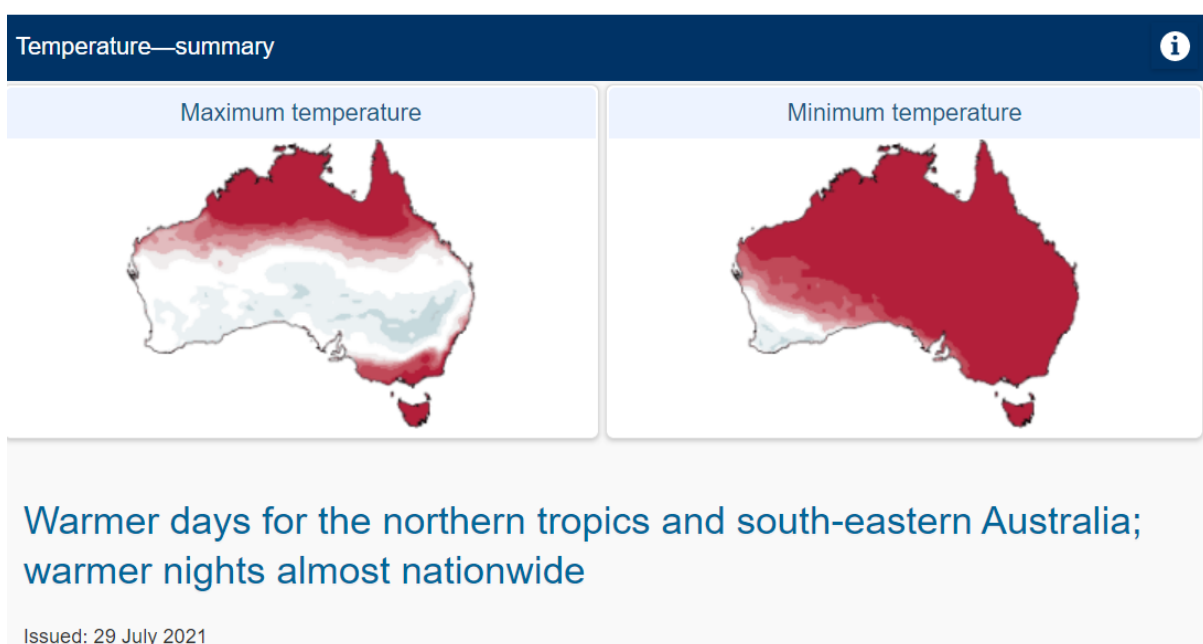 Temperature—summary
Maximum temperature
Minimum temperature
Warmer days for the northern tropics and south-eastern Australia;
warmer nights almost nationwide
Issued: 29 July 2021